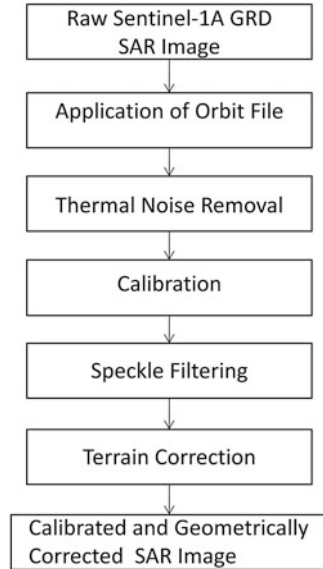 Raw Sentinel-1A GRD
SAR Image
Application of Orbit File
Thermal Noise Removal
Calibration
Speckle Filtering
Terrain Correction
Calibrated and Geometrically
Corrected SAR Image